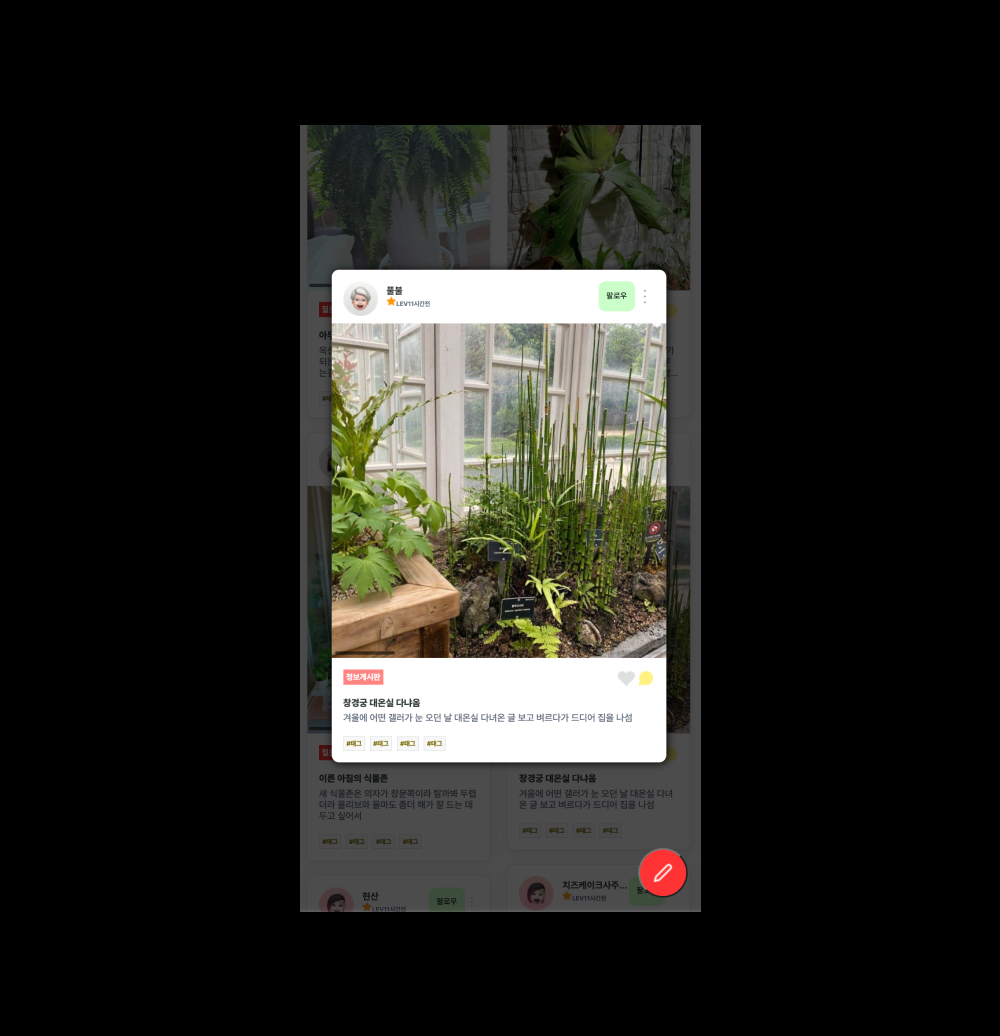 풀불
LEV11시간전
팔로우
정보게시판
창경궁 대온실 다냐옴
겨울에 어떤 갤러가 눈 오던 날 대온실 다녀온 글 보고 벼르다가 드디어 집을 나섬
#태그 #태그 #태그 #태그
이른 아침의 식물존
새 식물존은 의자가 창문쪽이라 탈까봐 두렵
더라 올리브와 율마도 좀더 해가 잘 드는 데
두고 싶어서
#태그 #태그 #태그 #태그
창경궁 대온실 다냐옴
겨울에 어떤 갤러가 눈 오던 날 대온실 다녀
온 글 보고 벼르다가 드디어 집을 나섬
#태그 #태그 #태그 #태그
현산
LEV11시간전
팔로우
치즈케이크사주...
LEV11시간전